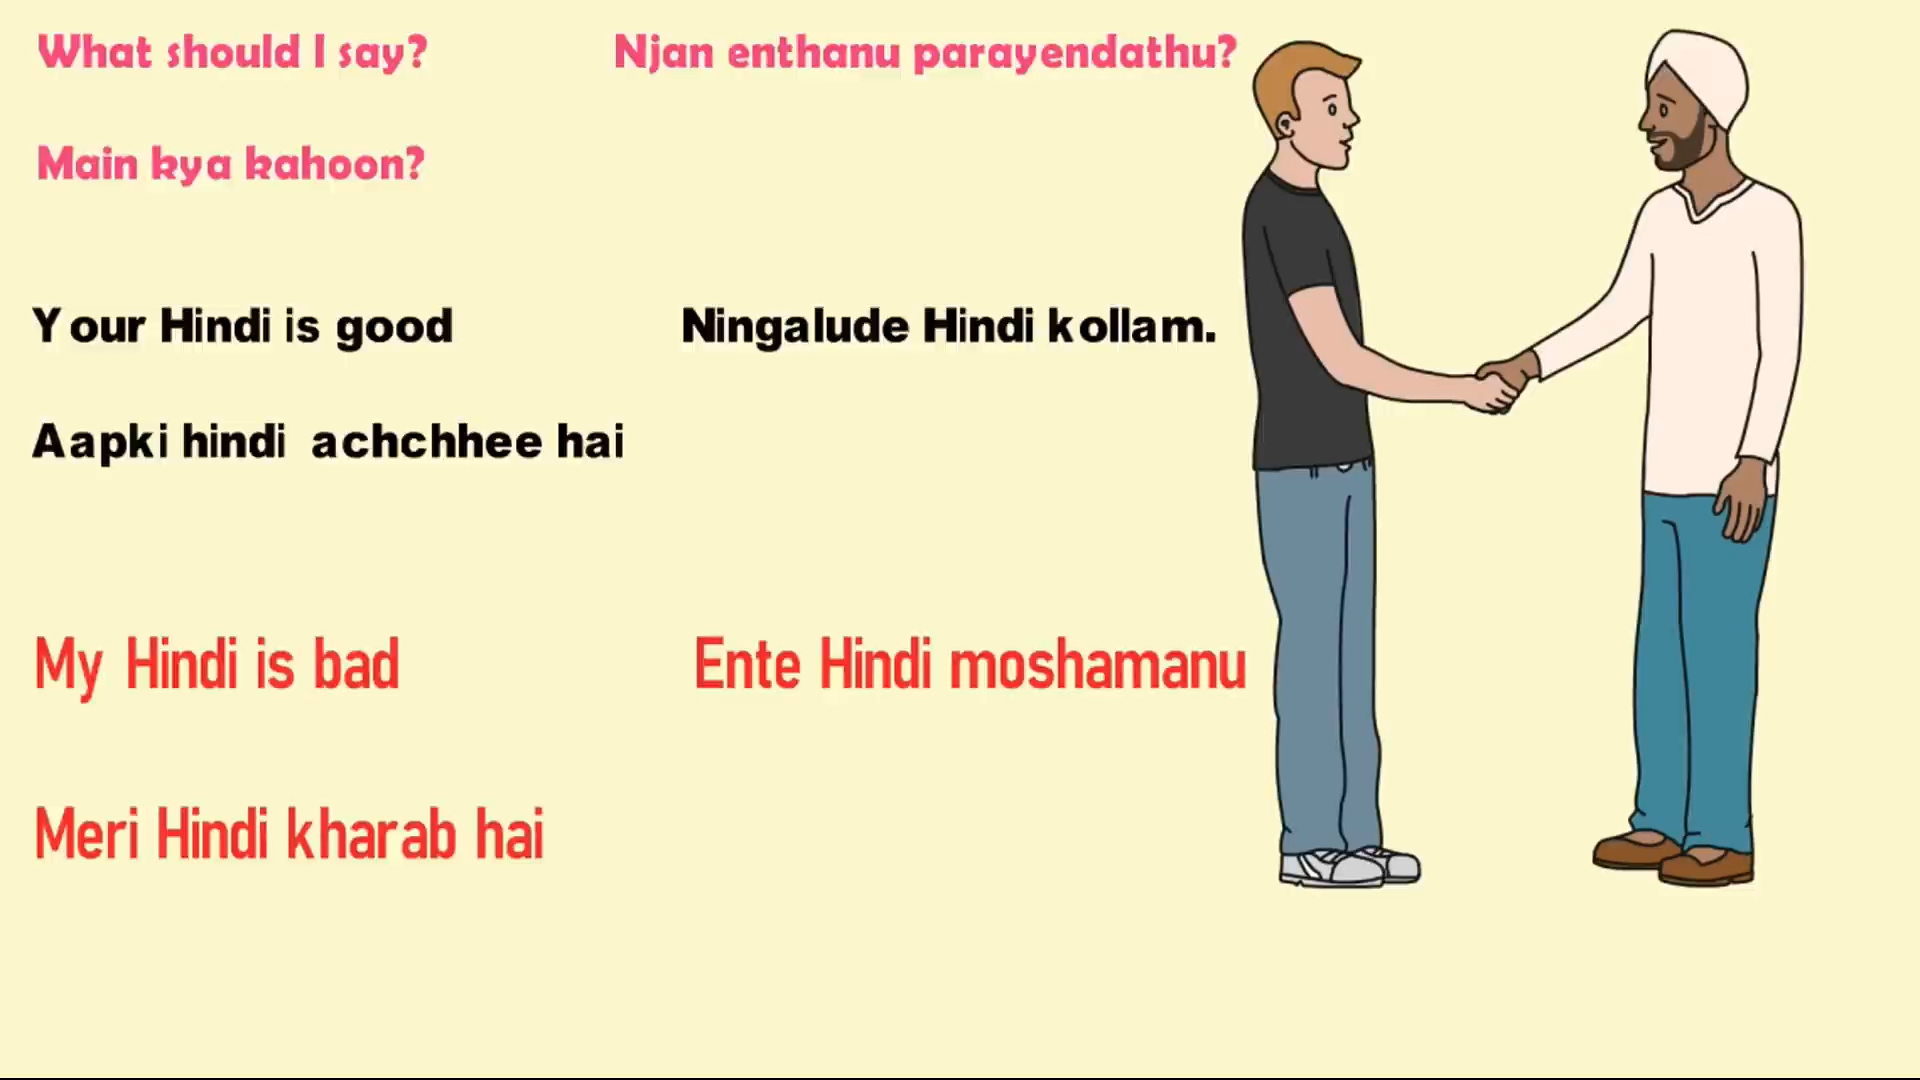 What should I say? Njan enthanu parayendathu?
Main kya kahoon?
Your Hindi is good Ningalude Hindi kollam.
Aapki hindi achchhee hai
My Hindi is bad Ente Hindi moshamanu
Meri Hindi kharab hai